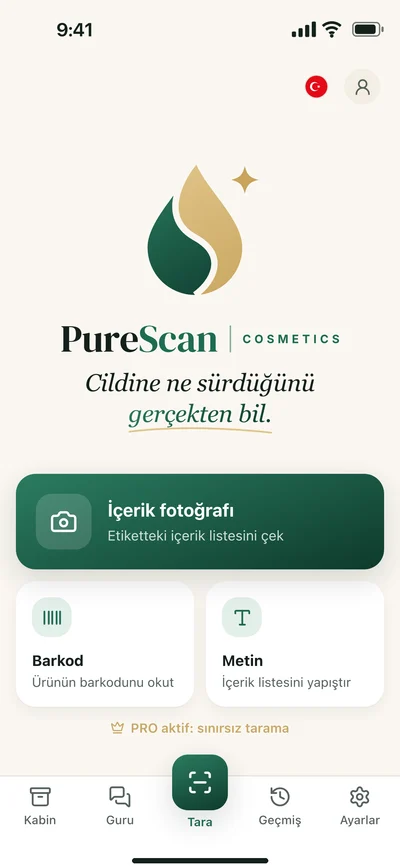 9:41
PureScan | COSMETICS
Cildine ne sürdüğünü
gerçekten bil.
İçerik fotoğrafı
Etiketteki içerik listesini çek
Barkod
Ürünün barkodunu okut
Metin
İçerik listesini yapıştır
PRO aktif: sınırsız tarama
Kabin
Guru
Tara
Geçmiş
Ayarlar